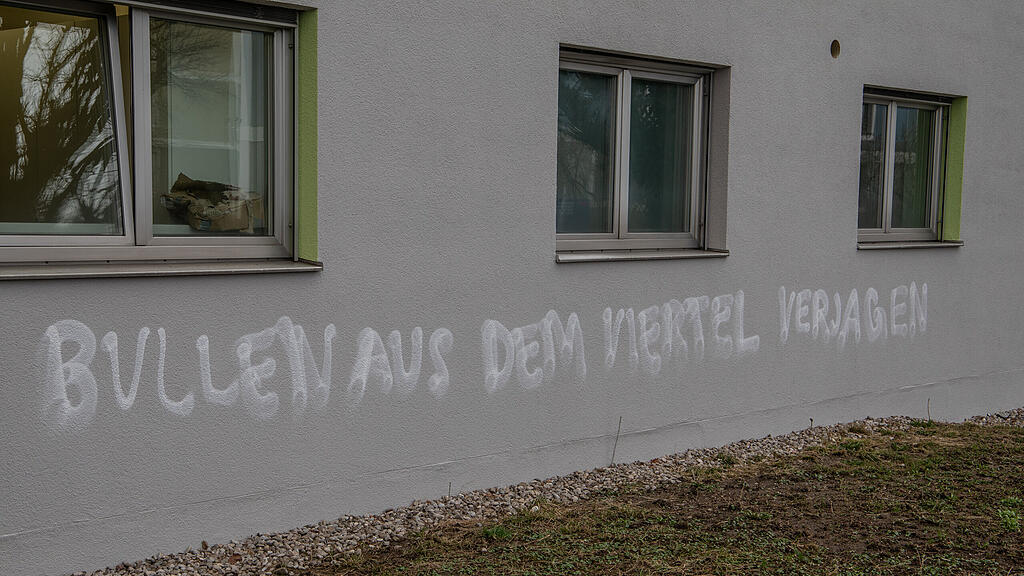 BULLEN AUS DEM VIERTEL VERJAGEN